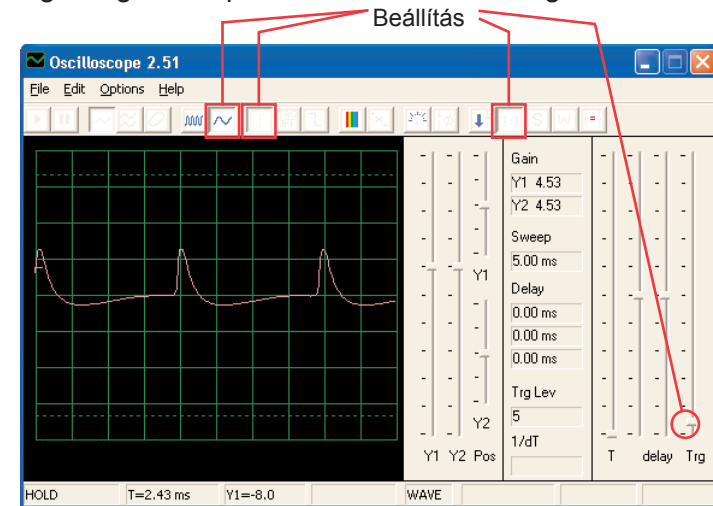 Beállítás
Oscilloscope 2.51
File Edit Options Help
1:1 S W
Gain
Y1 4.53
Y2 4.53
Sweep
5.00 ms
Delay
0.00 ms
0.00 ms
0.00 ms
Trg Lev
5
1/dT
Y1
Y2
Y1 Y2 Pos
T delay Trg
HOLD T=2.43 ms Y1=-8.0 WAVE